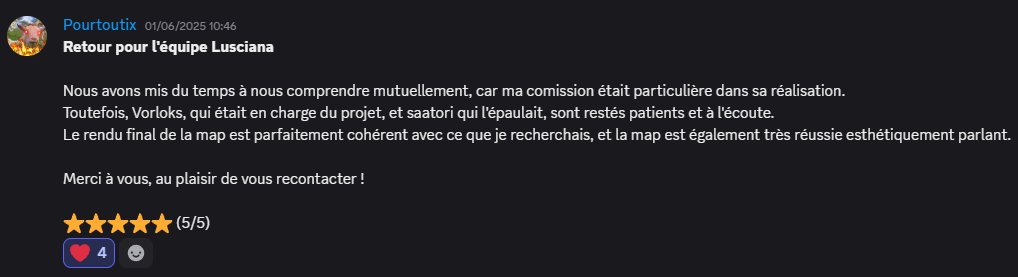 Pourtoutix 01/06/2025 10:46
Retour pour l'équipe Lusciana
Nous avons mis du temps à nous comprendre mutuellement, car ma comission était particulière dans sa réalisation.
Toutefois, Vorloks, qui était en charge du projet, et saatori qui l'épaulait, sont restés patients et à l'écoute.
Le rendu final de la map est parfaitement cohérent avec ce que je recherchais, et la map est également très réussie esthétiquement parlant.
Merci à vous, au plaisir de vous recontacter !
⭐⭐⭐⭐⭐ (5/5)
❤️ 4